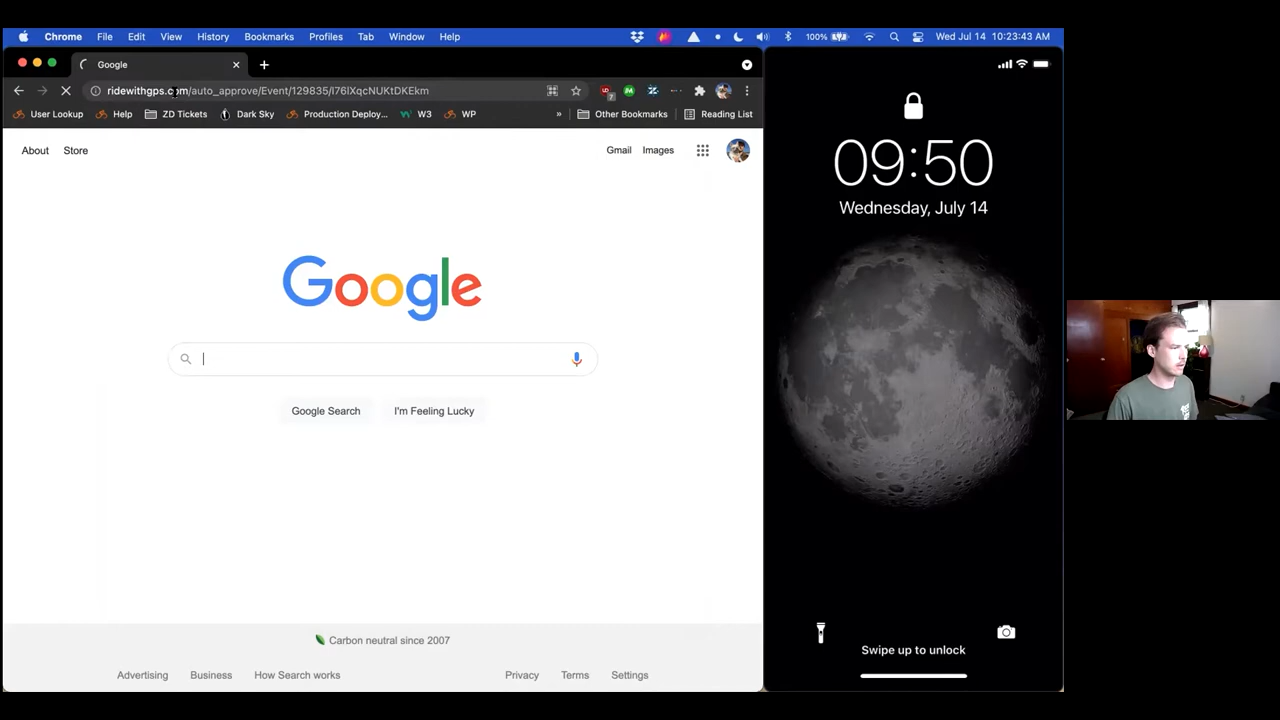 Chrome File Edit View History Bookmarks Profiles Tab Window Help 100% Wed Jul 14 10:23:43 AM
Google
ridewithgps.com/auto_approve/Event/129835/I76lXqcNUKtDKEkm
User Lookup Help ZD Tickets Dark Sky Production Deploy... W3 WP » Other Bookmarks Reading List
About Store Gmail Images
Google
Google Search I'm Feeling Lucky
Carbon neutral since 2007
Advertising Business How Search works Privacy Terms Settings
09:50
Wednesday, July 14
Swipe up to unlock